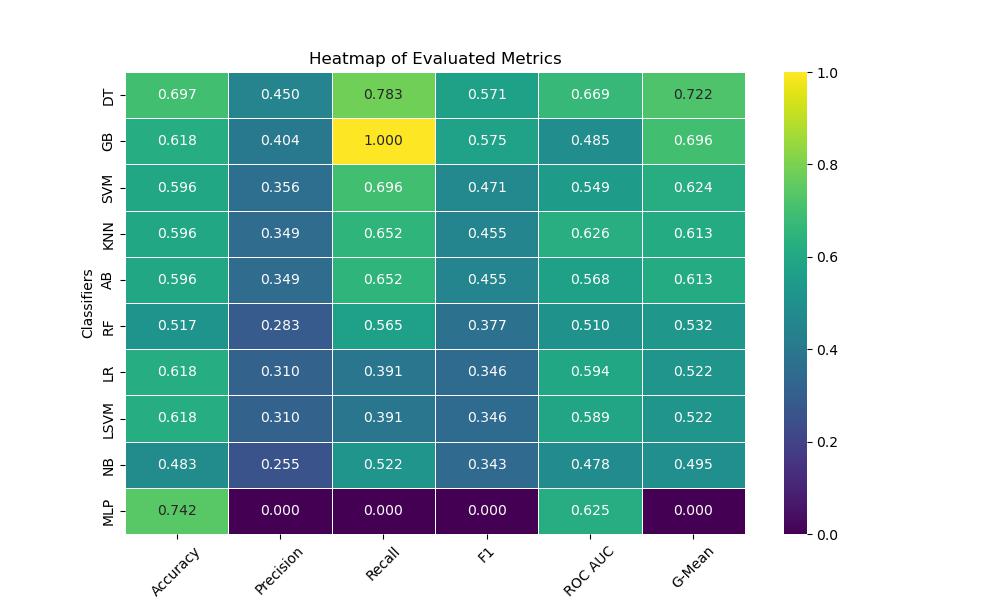 Heatmap of Evaluated Metrics
Classifiers
DT 0.697 0.450 0.783 0.571 0.669 0.722
GB 0.618 0.404 1.000 0.575 0.485 0.696
SVM 0.596 0.356 0.696 0.471 0.549 0.624
KNN 0.596 0.349 0.652 0.455 0.626 0.613
AB 0.596 0.349 0.652 0.455 0.568 0.613
RF 0.517 0.283 0.565 0.377 0.510 0.532
LR 0.618 0.310 0.391 0.346 0.594 0.522
LSVM 0.618 0.310 0.391 0.346 0.589 0.522
NB 0.483 0.255 0.522 0.343 0.478 0.495
MLP 0.742 0.000 0.000 0.000 0.625 0.000
Accuracy Precision Recall F1 ROC AUC G-Mean
1.0
0.8
0.6
0.4
0.2
0.0